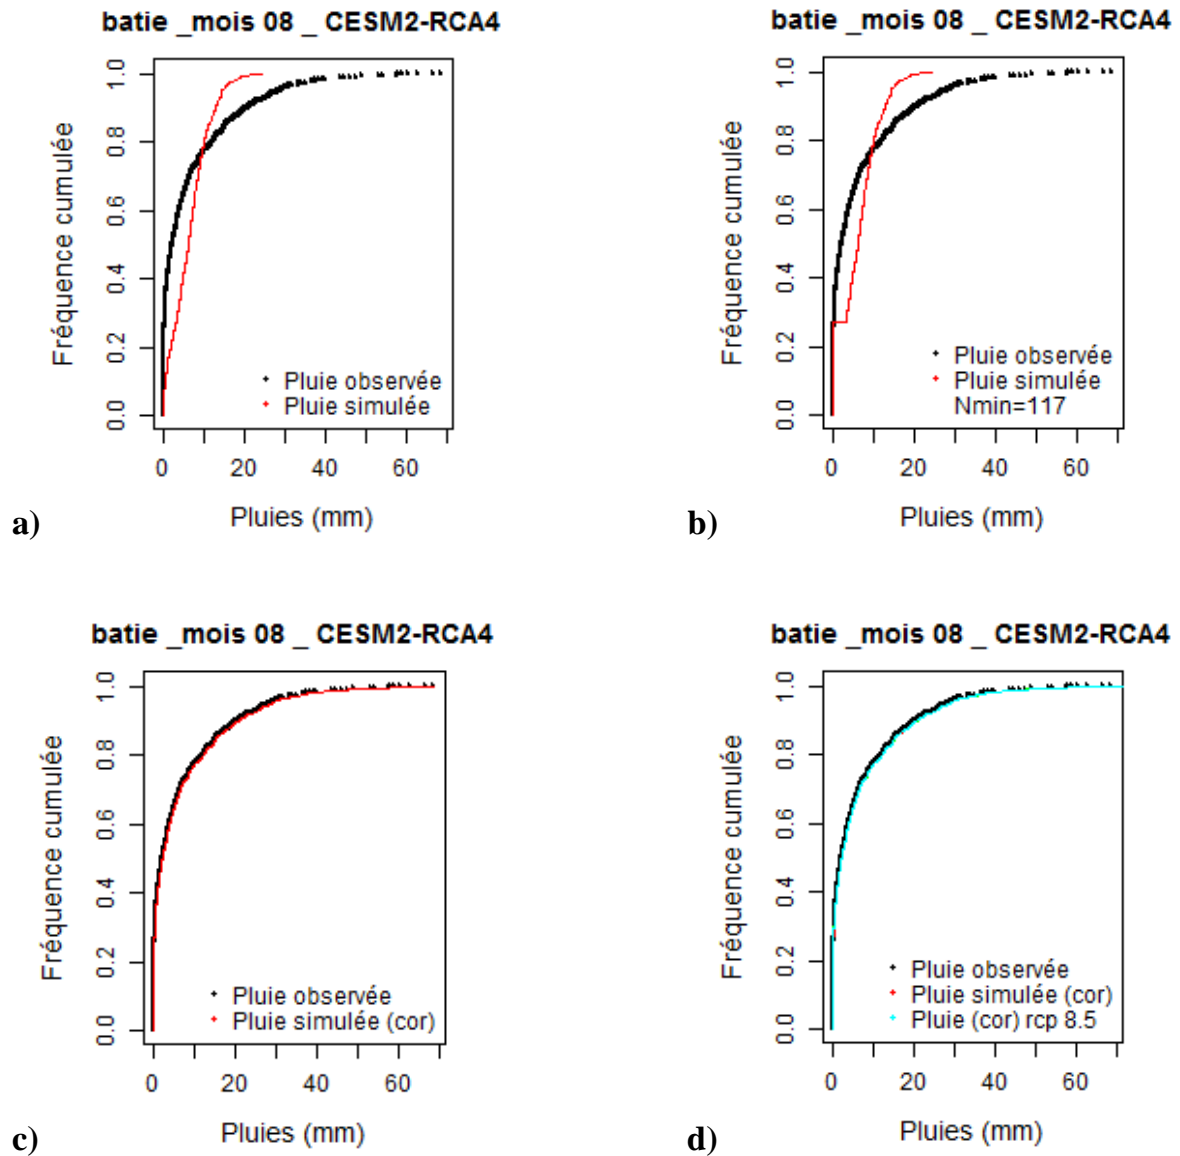 batie _mois 08 _ CESM2-RCA4
Fréquence cumulée
0.0 0.2 0.4 0.6 0.8 1.0
Pluie observée
Pluie simulée
0 20 40 60
Pluies (mm)
a)
batie _mois 08 _ CESM2-RCA4
Fréquence cumulée
0.0 0.2 0.4 0.6 0.8 1.0
Pluie observée
Pluie simulée
Nmin=117
0 20 40 60
Pluies (mm)
b)
batie _mois 08 _ CESM2-RCA4
Fréquence cumulée
0.0 0.2 0.4 0.6 0.8 1.0
Pluie observée
Pluie simulée (cor)
0 20 40 60
Pluies (mm)
c)
batie _mois 08 _ CESM2-RCA4
Fréquence cumulée
0.0 0.2 0.4 0.6 0.8 1.0
Pluie observée
Pluie simulée (cor)
Pluie (cor) rcp 8.5
0 20 40 60
Pluies (mm)
d)